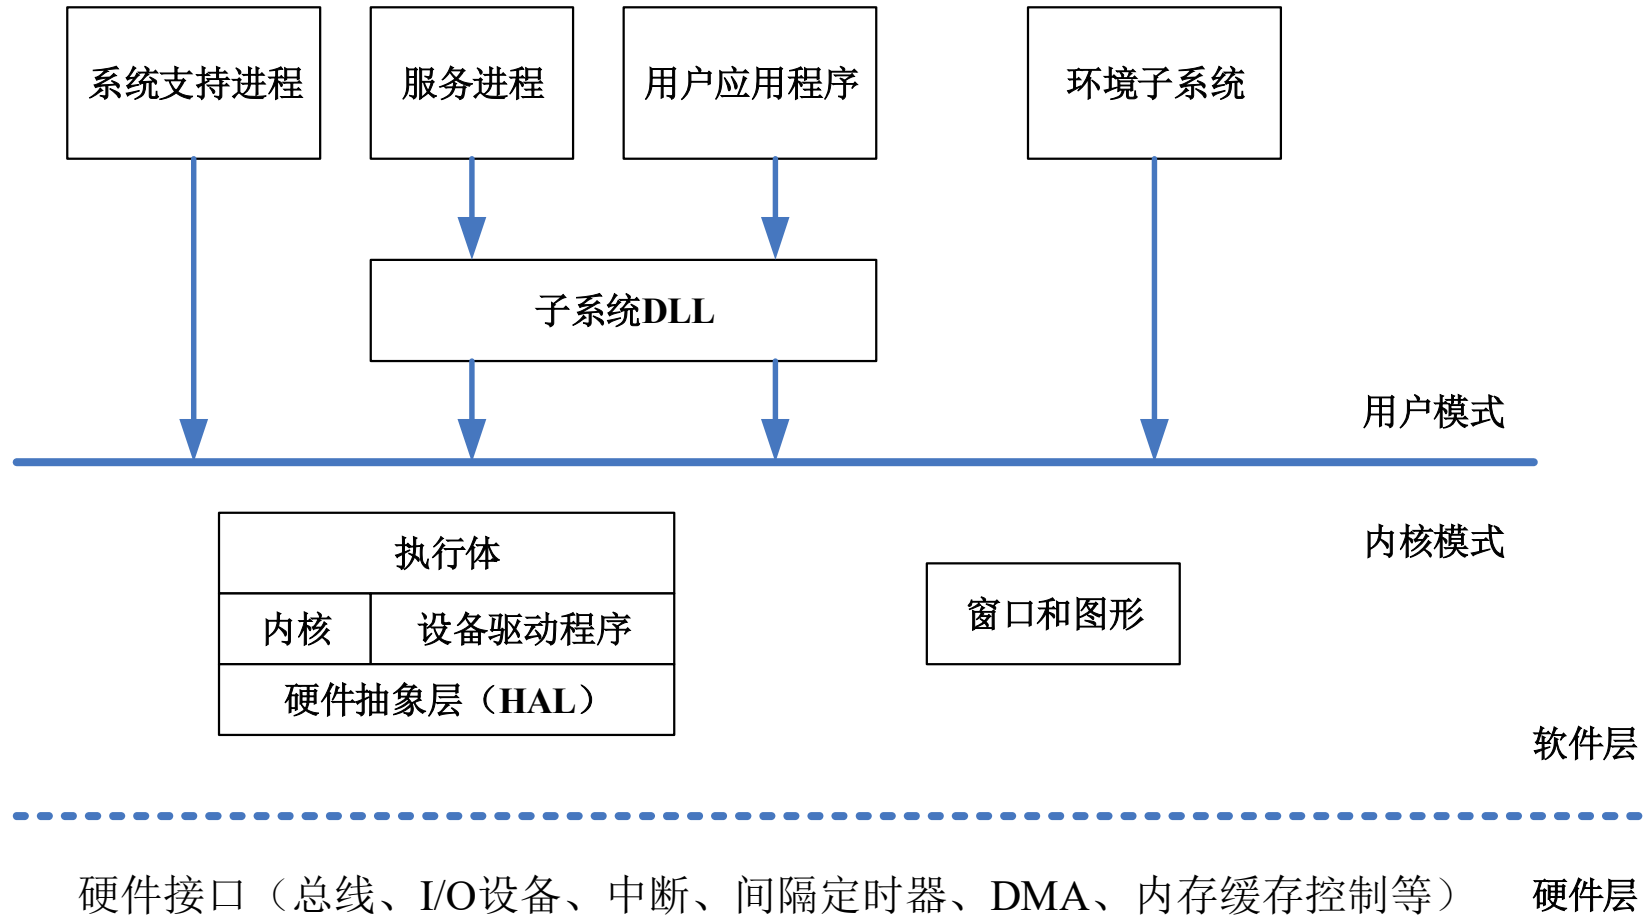 系统支持进程
服务进程
用户应用程序
环境子系统
子系统DLL
用户模式
内核模式
执行体
内核
设备驱动程序
窗口和图形
硬件抽象层（HAL）
软件层
硬件接口（总线、I/O设备、中断、间隔定时器、DMA、内存缓存控制等）
硬件层